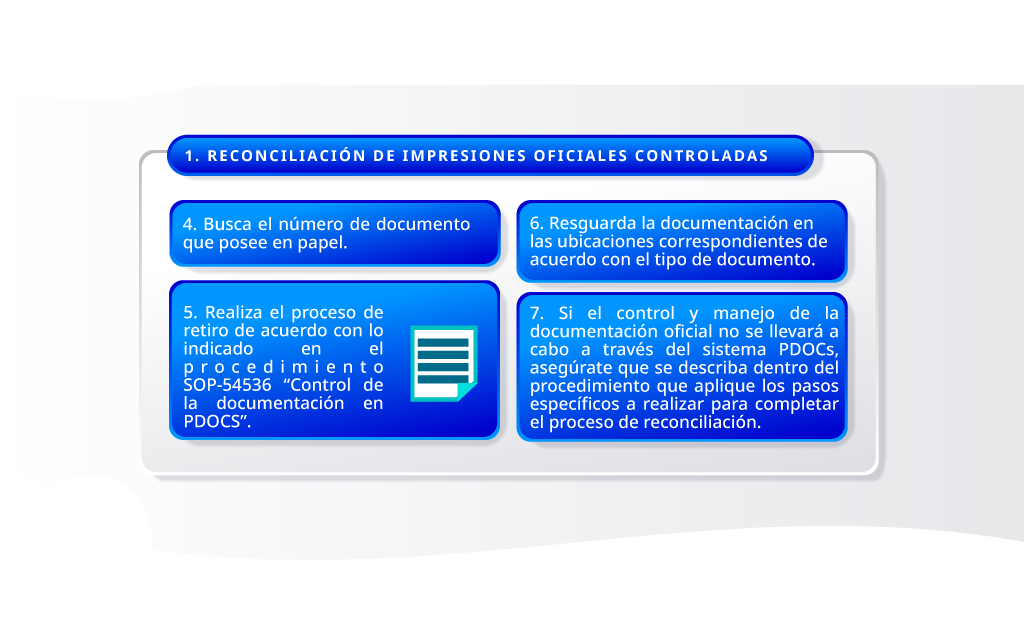 1. RECONCILIACIÓN DE IMPRESIONES OFICIALES CONTROLADAS
4. Busca el número de documento
que posee en papel.
5. Realiza el proceso de
retiro de acuerdo con lo
indicado en el
procedimiento
SOP-54536 “Control de
la documentación en
PDOCS”.
6. Resguarda la documentación en
las ubicaciones correspondientes de
acuerdo con el tipo de documento.
7. Si el control y manejo de la
documentación oficial no se llevará a
cabo a través del sistema PDOCs,
asegúrate que se describa dentro del
procedimiento que aplique los pasos
específicos a realizar para completar
el proceso de reconciliación.